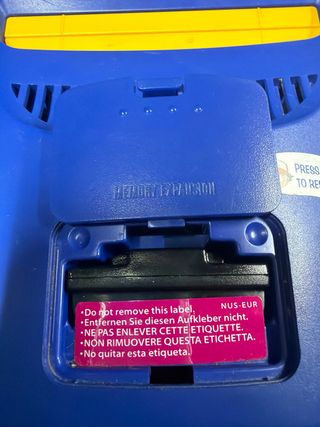 PRESS
TO RE
MEMORY EXPANSION
•Do not remove this label. NUS-EUR
•Entfernen Sie diesen Aufkleber nicht.
•NE PAS ENLEVER CETTE ETIQUETTE.
•NON RIMUOVERE QUESTA ETICHETTA.
•No quitar esta etiqueta.